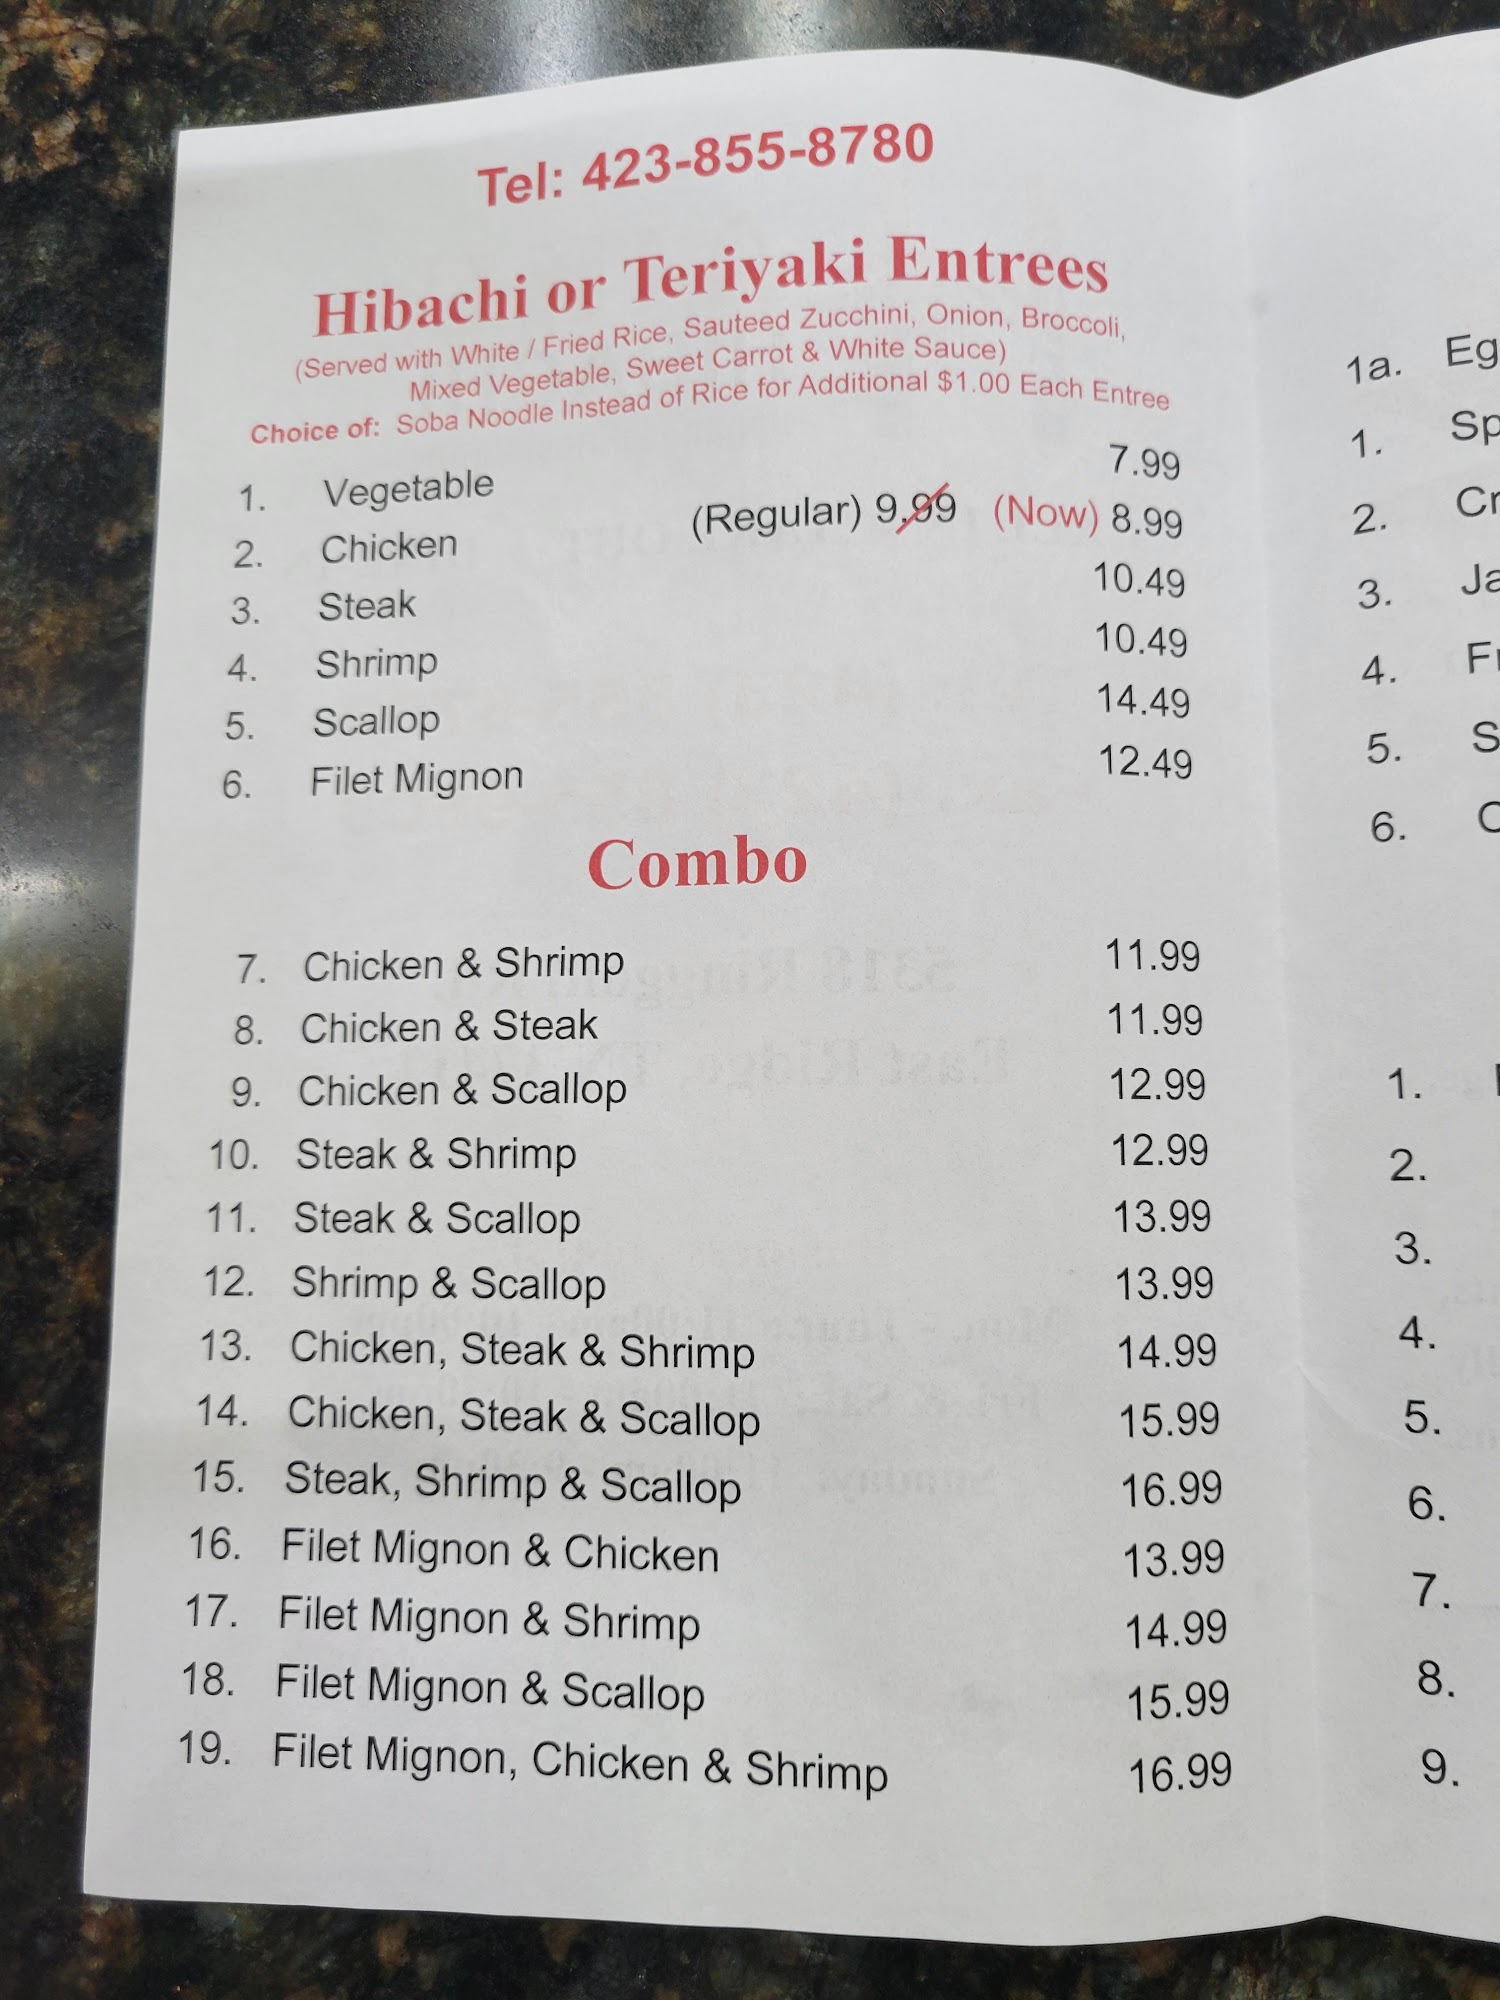 Tel: 423-855-8780
Hibachi or Teriyaki Entrees
(Served with White / Fried Rice, Sauteed Zucchini, Onion, Broccoli,
Mixed Vegetable, Sweet Carrot & White Sauce)
Choice of: Soba Noodle Instead of Rice for Additional $1.00 Each Entree
1. Vegetable 7.99
2. Chicken (Regular) 9.99 (Now) 8.99
3. Steak 10.49
4. Shrimp 10.49
5. Scallop 14.49
6. Filet Mignon 12.49
Combo
7. Chicken & Shrimp 11.99
8. Chicken & Steak 11.99
9. Chicken & Scallop 12.99
10. Steak & Shrimp 12.99
11. Steak & Scallop 13.99
12. Shrimp & Scallop 13.99
13. Chicken, Steak & Shrimp 14.99
14. Chicken, Steak & Scallop 15.99
15. Steak, Shrimp & Scallop 16.99
16. Filet Mignon & Chicken 13.99
17. Filet Mignon & Shrimp 14.99
18. Filet Mignon & Scallop 15.99
19. Filet Mignon, Chicken & Shrimp 16.99
1a. Eg
1. Sp
2. Cr
3. Ja
4. Fr
5. S
6.
1.
2.
3.
4.
5.
6.
7.
8.
9.